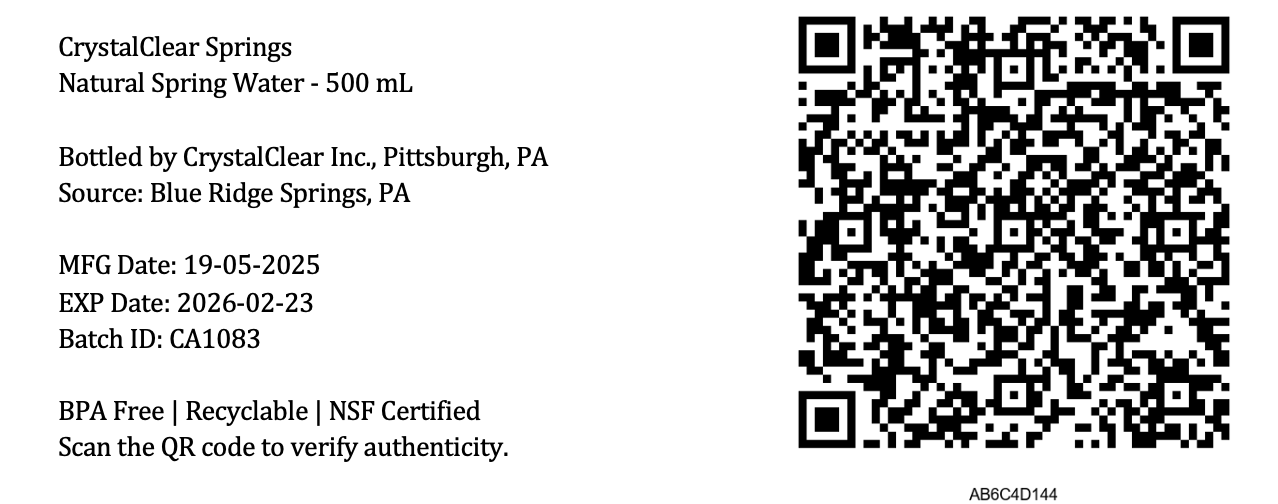 CrystalClear Springs
Natural Spring Water - 500 mL
Bottled by CrystalClear Inc., Pittsburgh, PA
Source: Blue Ridge Springs, PA
MFG Date: 19-05-2025
EXP Date: 2026-02-23
Batch ID: CA1083
BPA Free | Recyclable | NSF Certified
Scan the QR code to verify authenticity.
AB6C4D144